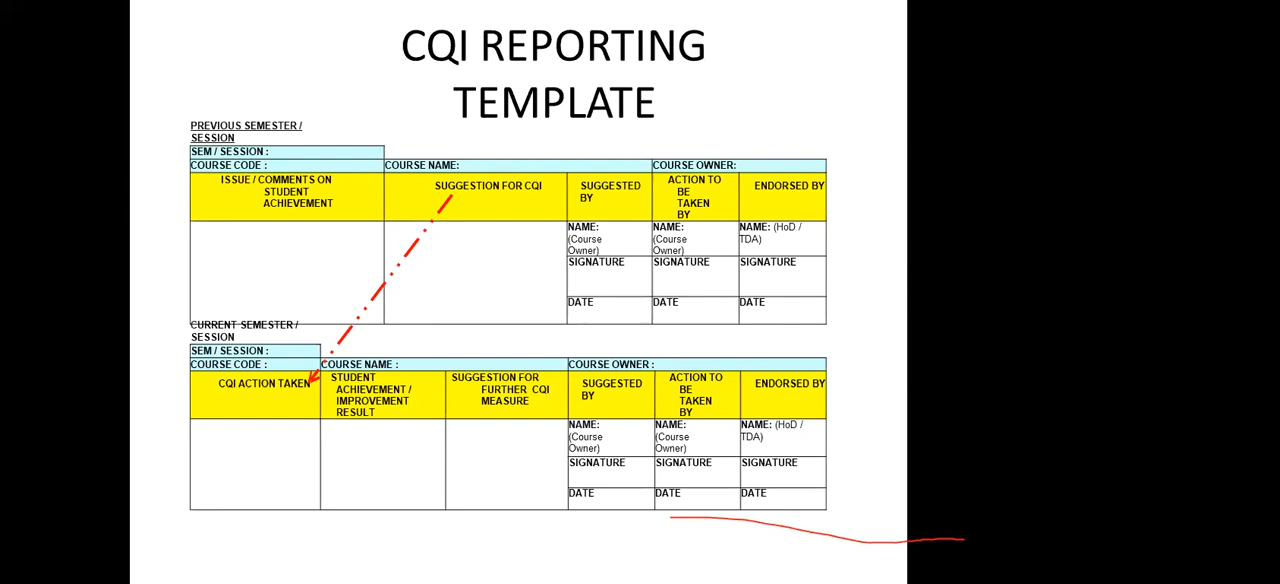 CQI REPORTING
TEMPLATE
PREVIOUS SEMESTER /
SESSION
SEM / SESSION :
COURSE CODE :
COURSE NAME:
COURSE OWNER:
ISSUE / COMMENTS ON
STUDENT
ACHIEVEMENT
SUGGESTION FOR CQI
SUGGESTED
BY
ACTION TO
BE
TAKEN
BY
ENDORSED BY
NAME:
(Course
Owner)
NAME:
(Course
Owner)
NAME: (HoD /
TDA)
SIGNATURE
SIGNATURE
SIGNATURE
DATE
DATE
DATE
CURRENT SEMESTER /
SESSION
SEM / SESSION :
COURSE CODE :
COURSE NAME :
COURSE OWNER :
CQI ACTION TAKEN
STUDENT
ACHIEVEMENT /
IMPROVEMENT
RESULT
SUGGESTION FOR
FURTHER CQI
MEASURE
SUGGESTED
BY
ACTION TO
BE
TAKEN
BY
ENDORSED BY
NAME:
(Course
Owner)
NAME:
(Course
Owner)
NAME: (HoD /
TDA)
SIGNATURE
SIGNATURE
SIGNATURE
DATE
DATE
DATE